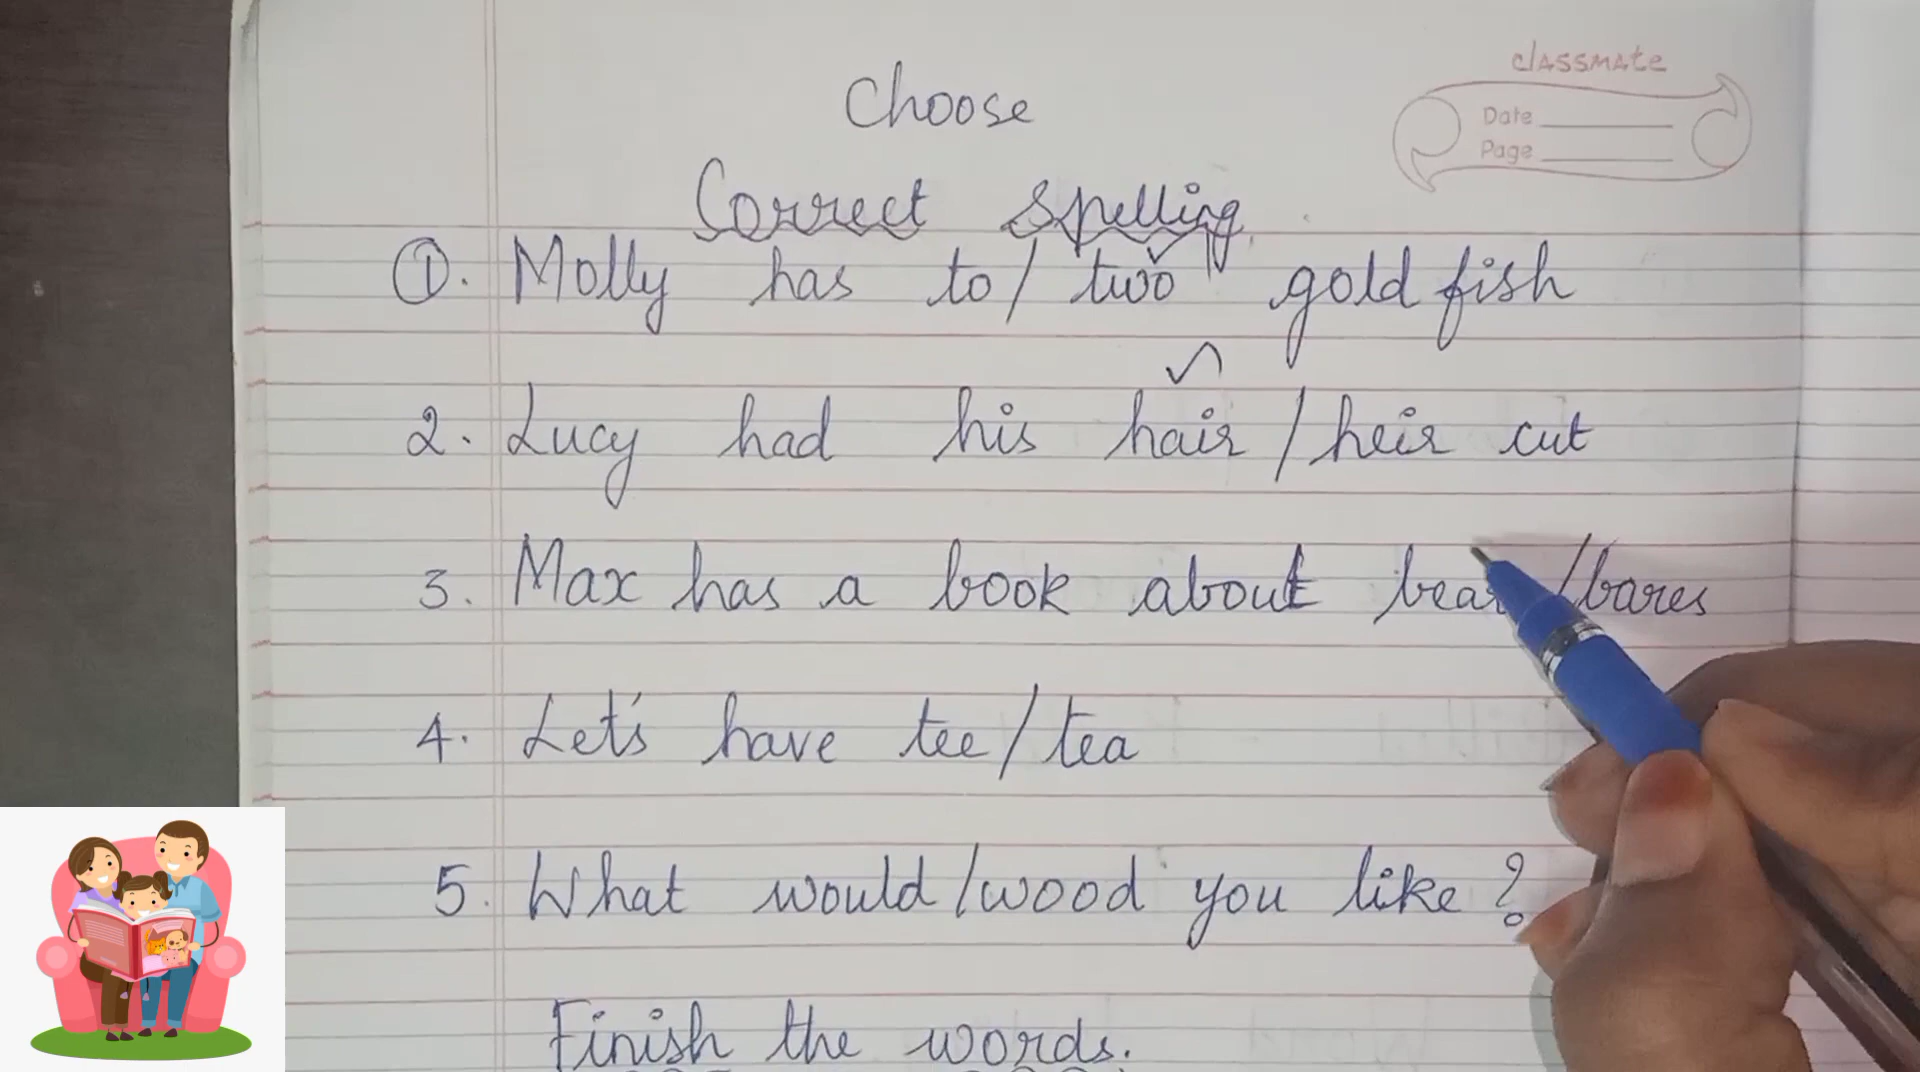 classmate
Date
Page
Choose
Correct spelling
1. Molly has to/two gold fish
2. Lucy had his hair/heir cut
3. Max has a book about /bares
4. Let's have tee/tea
5. What would/wood you like?
Finish the words.